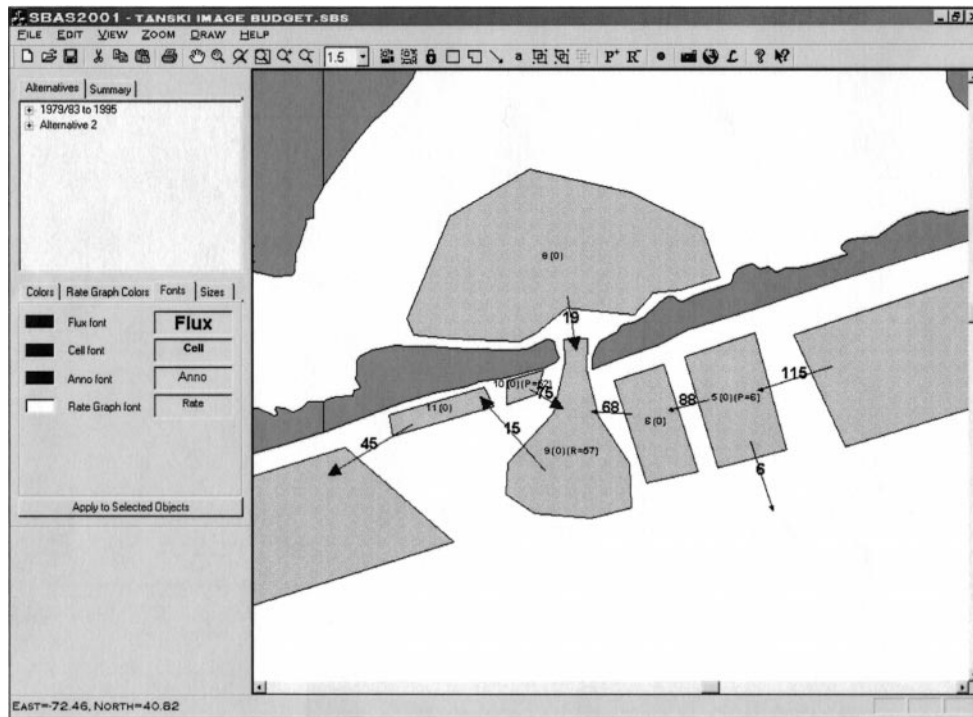 SBAS2001 - TANSKI IMAGE BUDGET.SBS
FILE EDIT VIEW ZOOM DRAW HELP
1.5 a P+ R- L ? ?
Alternatives Summary
1979/83 to 1995
Alternative 2
Colors Rate Graph Colors Fonts Sizes
Flux font Flux
Cell font Cell
Anno font Anno
Rate Graph font Rate
Apply to Selected Objects
19
115
88
5 (0) (P=6)
75
68
11 (0)
6 (0)
15
45
9 (0) (R=57)
6
EAST=-72.46, NORTH=40.82